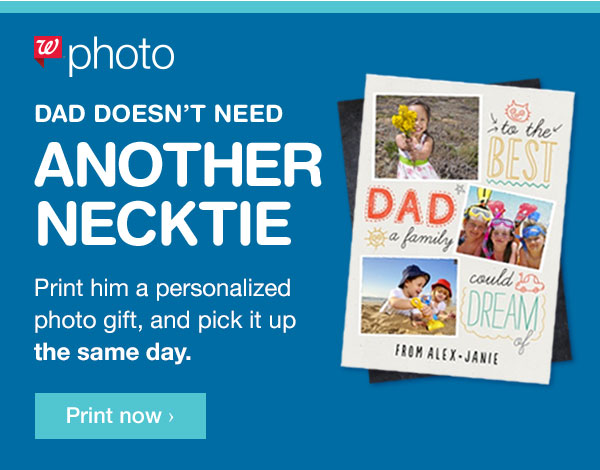 W photo
DAD DOESN'T NEED
ANOTHER
NECKTIE
Print him a personalized
photo gift, and pick it up
the same day.
Print now ›
to the
BEST
DAD
a family
could
DREAM
of
FROM ALEX + JANIE